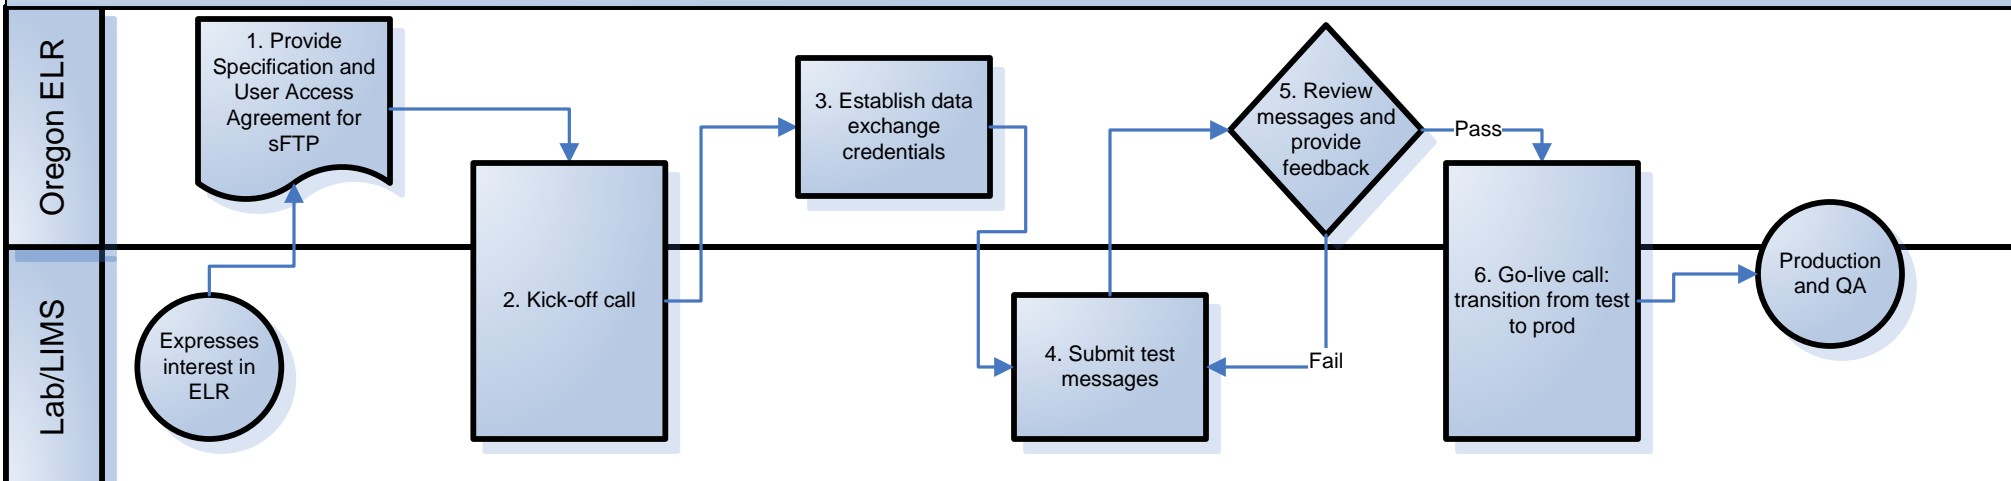 Oregon ELR
1. Provide
Specification and
User Access
Agreement for
sFTP
2. Kick-off call
3. Establish data
exchange
credentials
5. Review
messages and
provide
feedback
Pass
Fail
4. Submit test
messages
6. Go-live call:
transition from test
to prod
Production
and QA
Lab/LIMS
Expresses
interest in
ELR